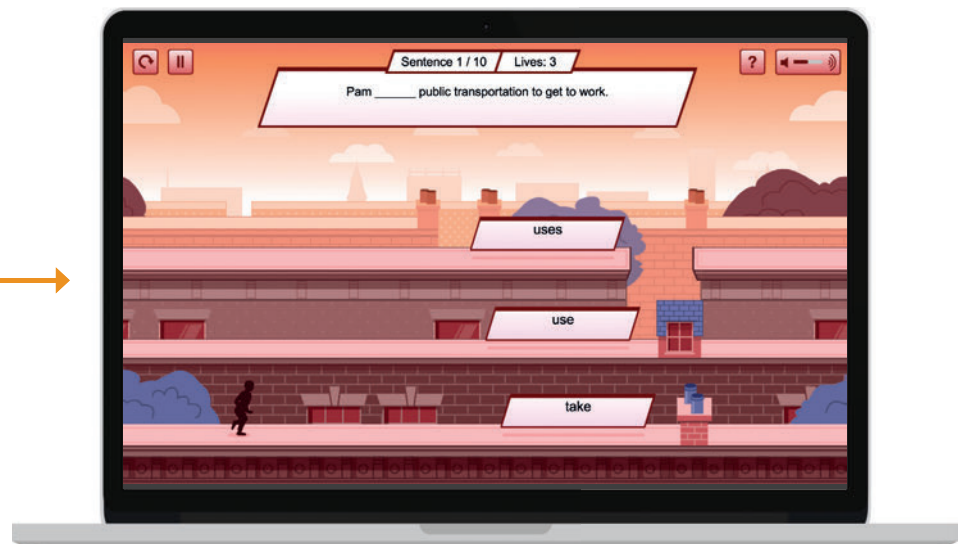 Sentence 1 / 10 Lives: 3
?
Pam ______ public transportation to get to work.
uses
use
take